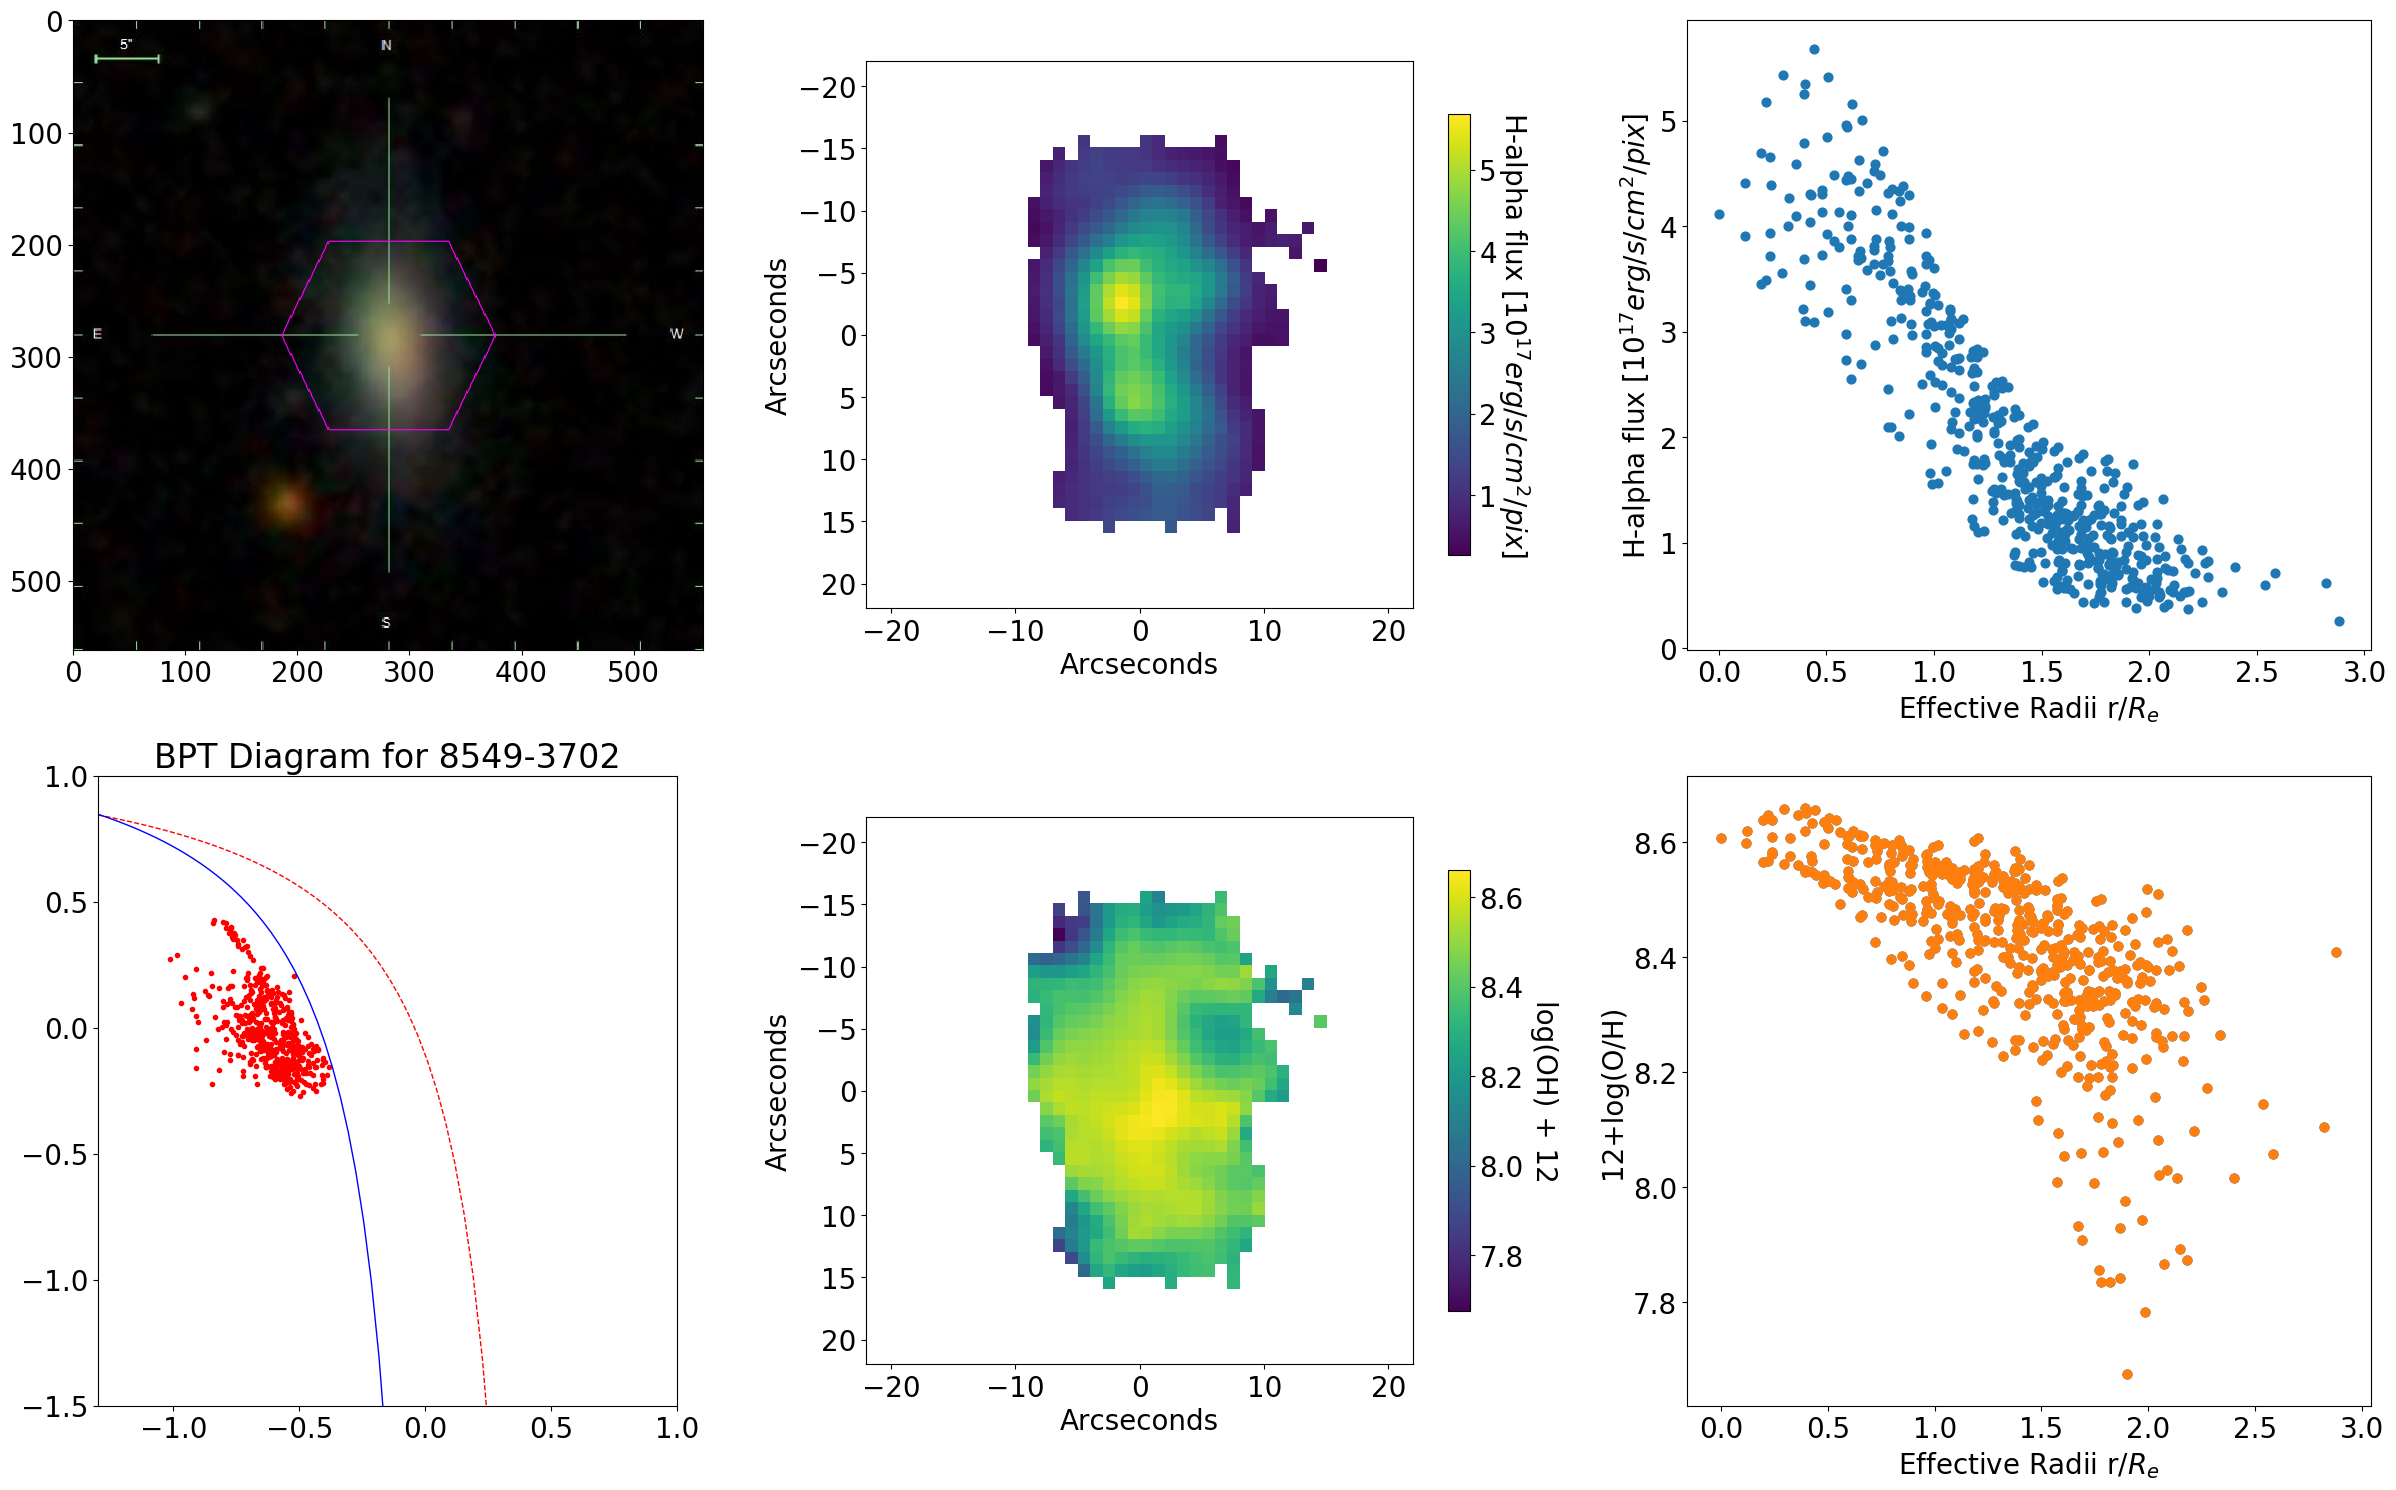 0
100
200
300
400
500
0 100 200 300 400 500
5"
N
E
W
S
−20
−15
−10
−5
0
5
10
15
20
−20 −10 0 10 20
Arcseconds
Arcseconds
5
4
3
2
1
H-alpha flux [10^17 erg/s/cm^2/pix]
5
4
3
2
1
0
0.0 0.5 1.0 1.5 2.0 2.5 3.0
H-alpha flux [10^17 erg/s/cm^2/pix]
Effective Radii r/R_e
BPT Diagram for 8549-3702
1.0
0.5
0.0
−0.5
−1.0
−1.5
−1.0 −0.5 0.0 0.5 1.0
−20
−15
−10
−5
0
5
10
15
20
−20 −10 0 10 20
Arcseconds
Arcseconds
8.6
8.4
8.2
8.0
7.8
log(OH) + 12
8.6
8.4
8.2
8.0
7.8
0.0 0.5 1.0 1.5 2.0 2.5 3.0
12+log(O/H)
Effective Radii r/R_e